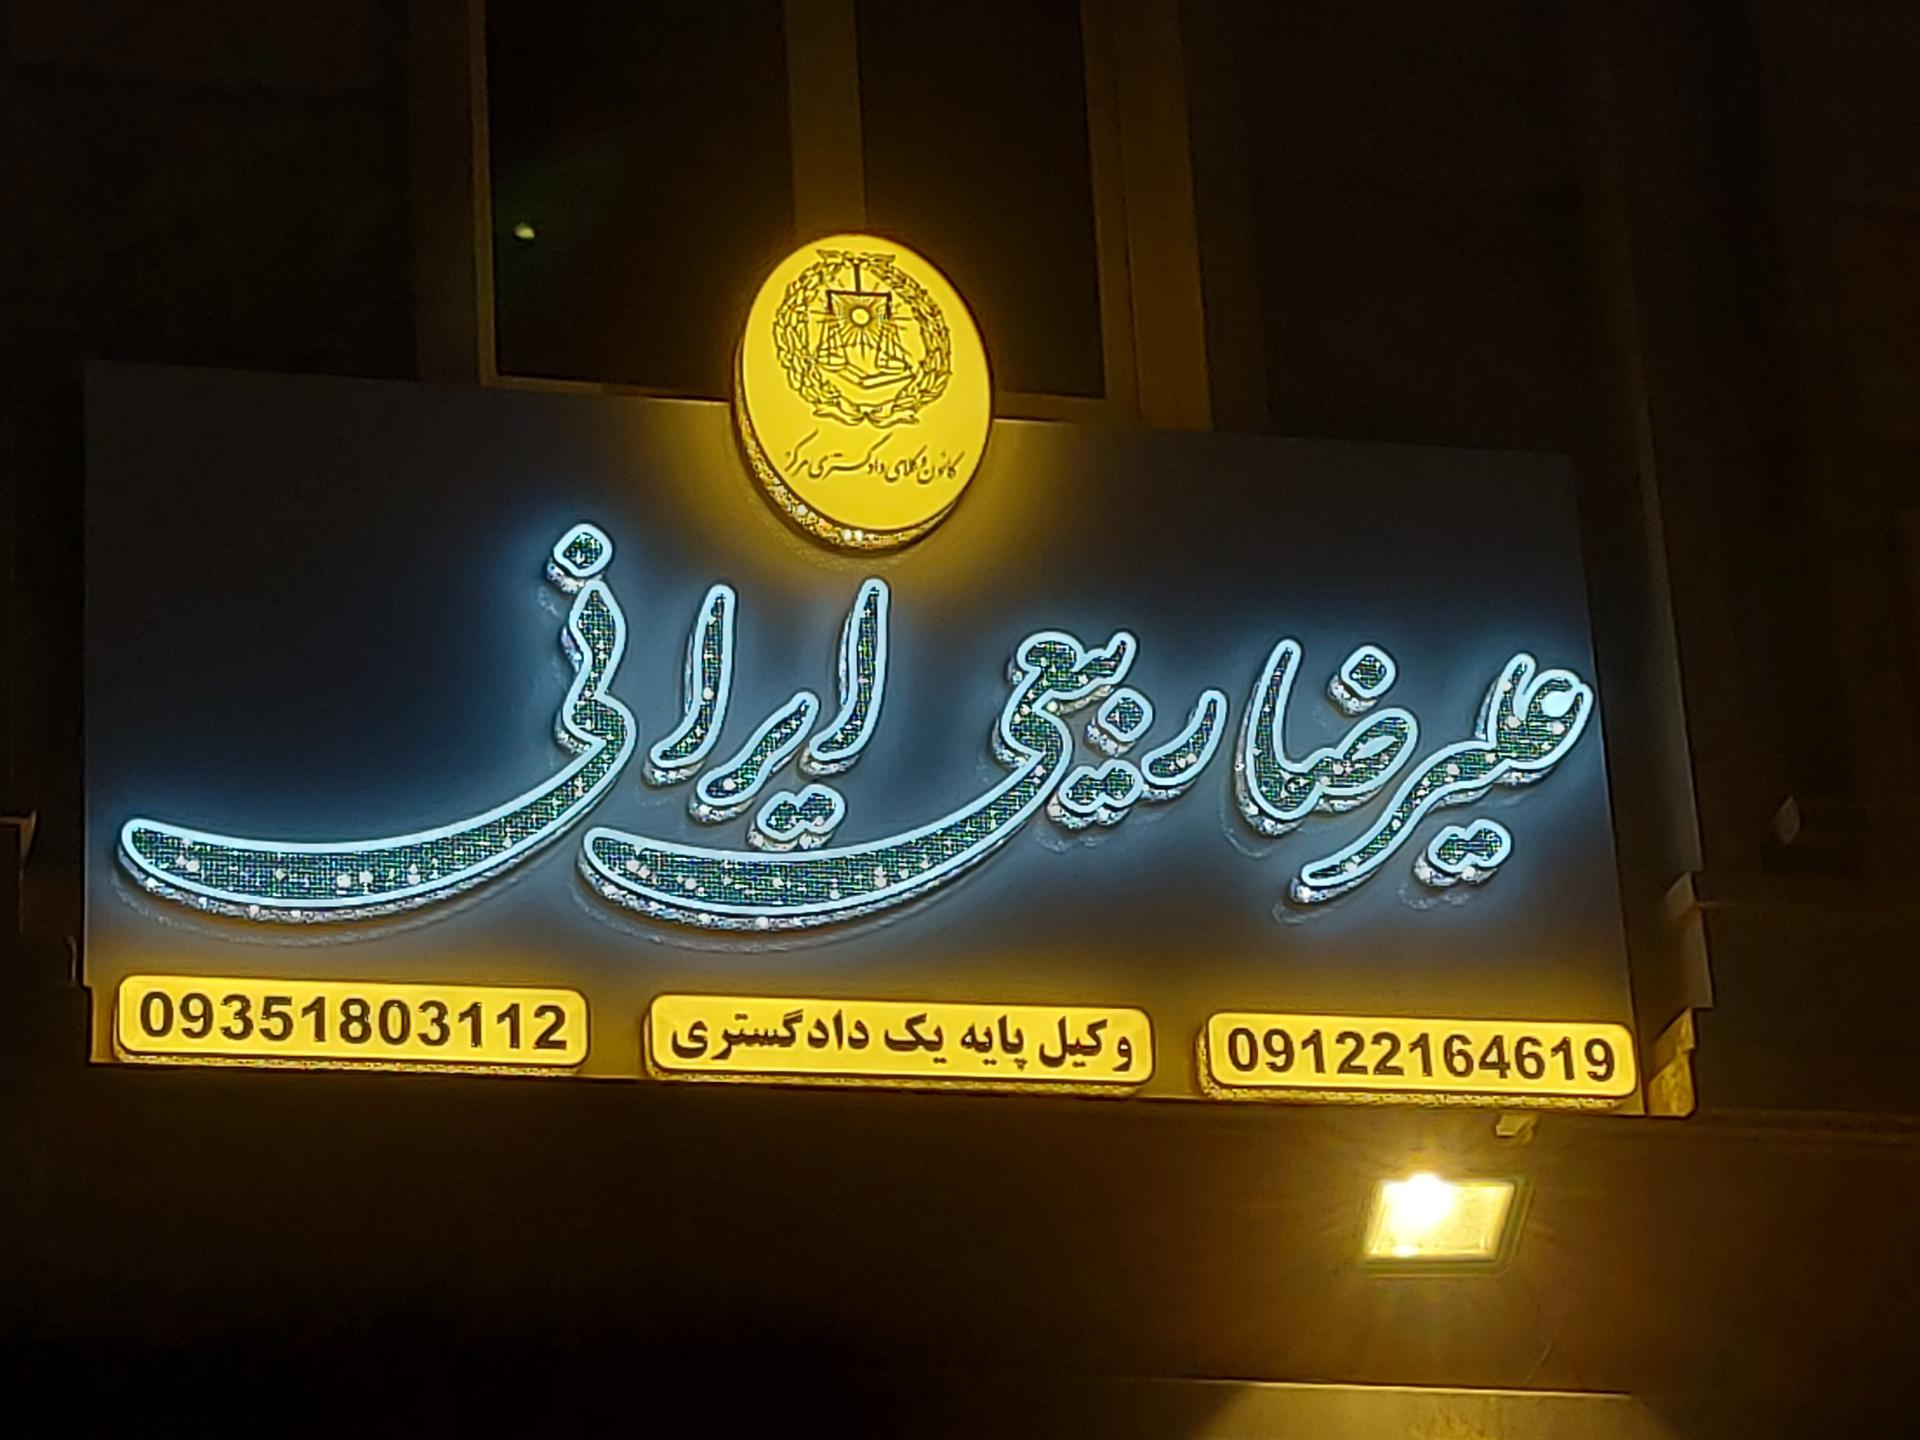 کانون وکلای دادگستری مرکز
علیرضا ربیعی ایرانی
09122164619
وکیل پایه یک دادگستری
09351803112